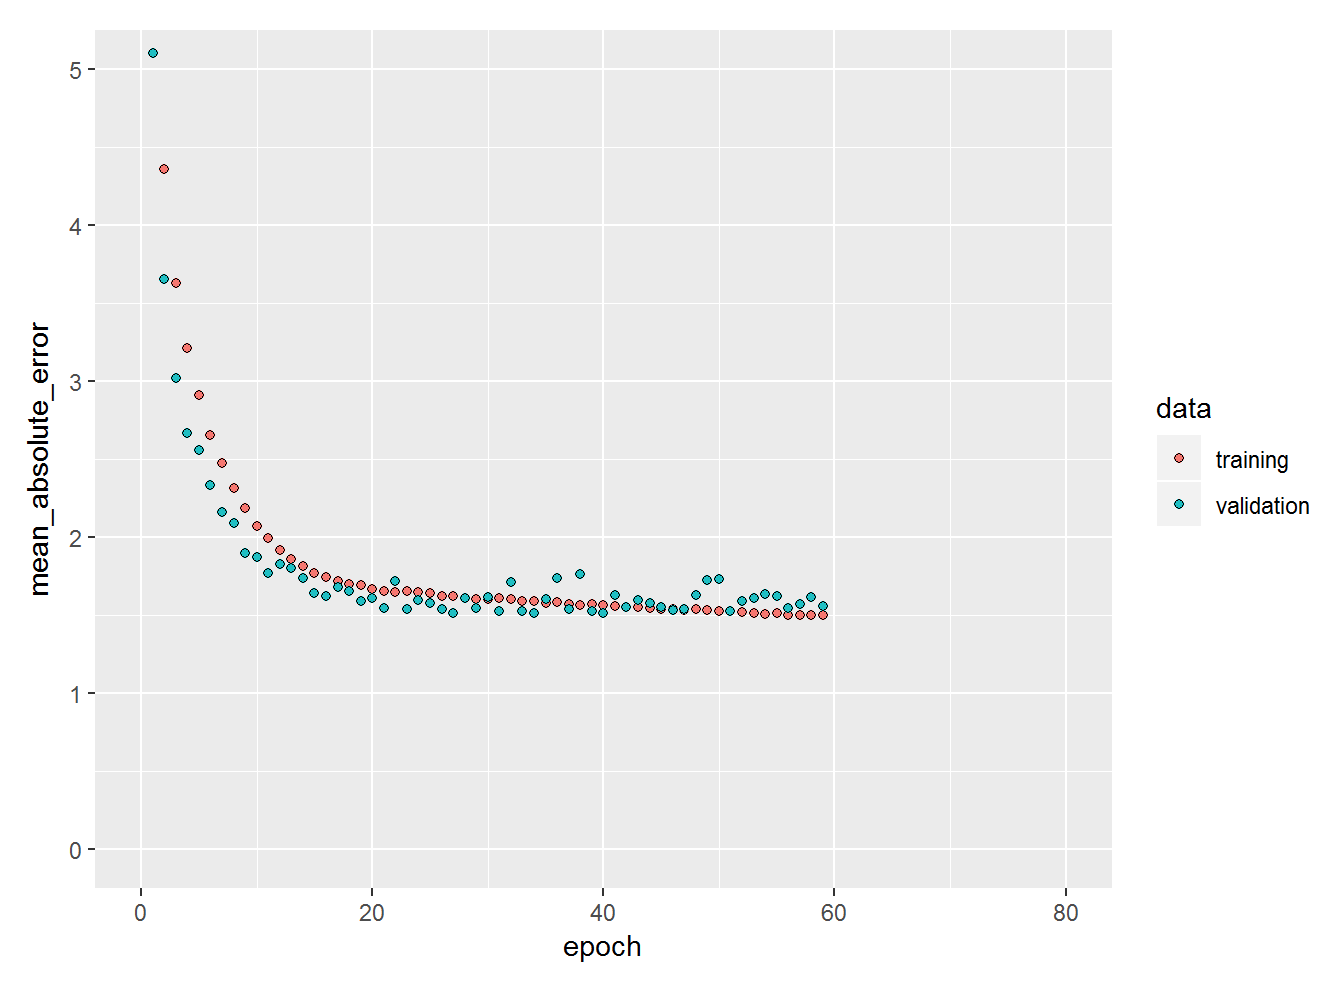 5
4
3
2
1
0
mean_absolute_error
0 20 40 60 80
epoch
data
training
validation